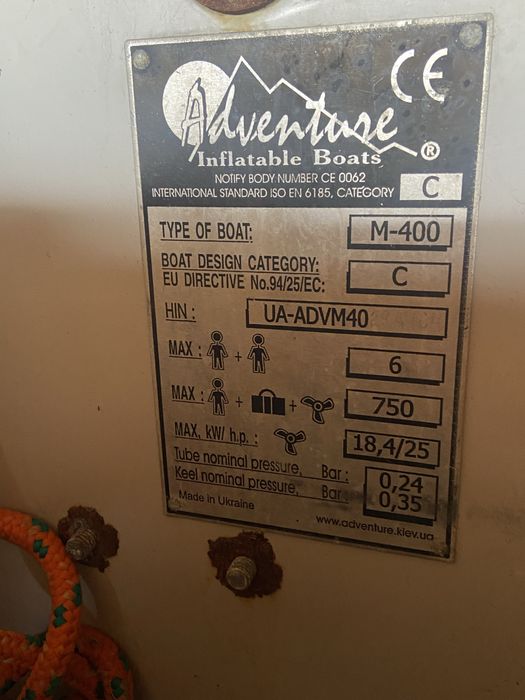 CE
Adventure
Inflatable Boats ®
NOTIFY BODY NUMBER CE 0062
INTERNATIONAL STANDARD ISO EN 6185, CATEGORY C
TYPE OF BOAT: M-400
BOAT DESIGN CATEGORY:
EU DIRECTIVE No.94/25/EC: C
HIN : UA-ADVM40
MAX : + 6
MAX : + + 750
MAX, kW/ h.p. : 18,4/25
Tube nominal pressure, Bar : 0,24
Keel nominal pressure, Bar : 0,35
Made in Ukraine
www.adventure.kiev.ua